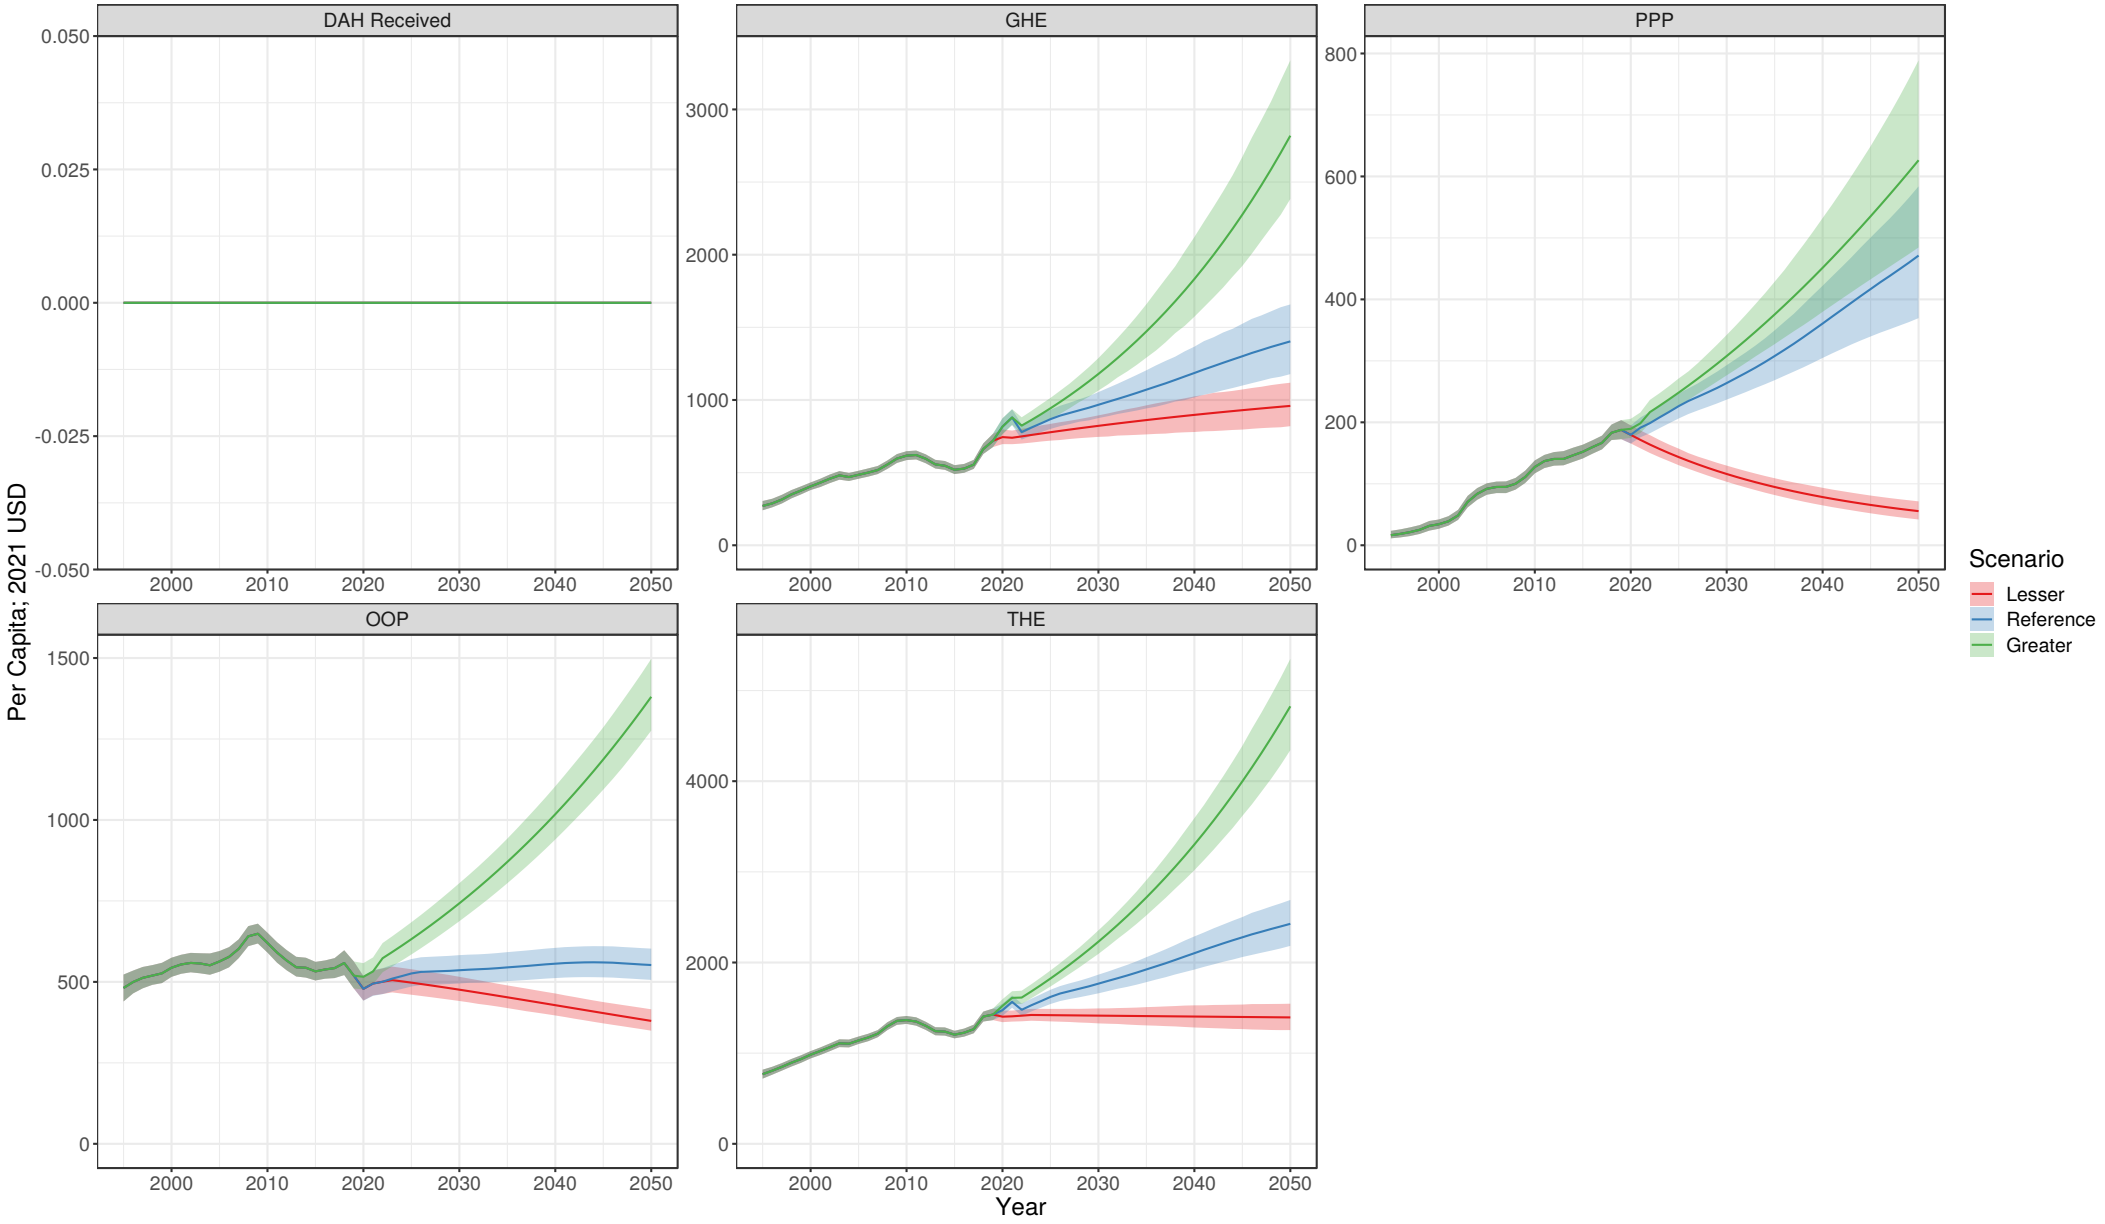 DAH Received
GHE
PPP
0.050
0.025
0.000
-0.025
-0.050
3000
2000
1000
0
800
600
400
200
0
2000 2010 2020 2030 2040 2050
2000 2010 2020 2030 2040 2050
2000 2010 2020 2030 2040 2050
OOP
THE
1500
1000
500
0
4000
2000
0
2000 2010 2020 2030 2040 2050
2000 2010 2020 2030 2040 2050
Year
Per Capita; 2021 USD
Scenario
Lesser
Reference
Greater